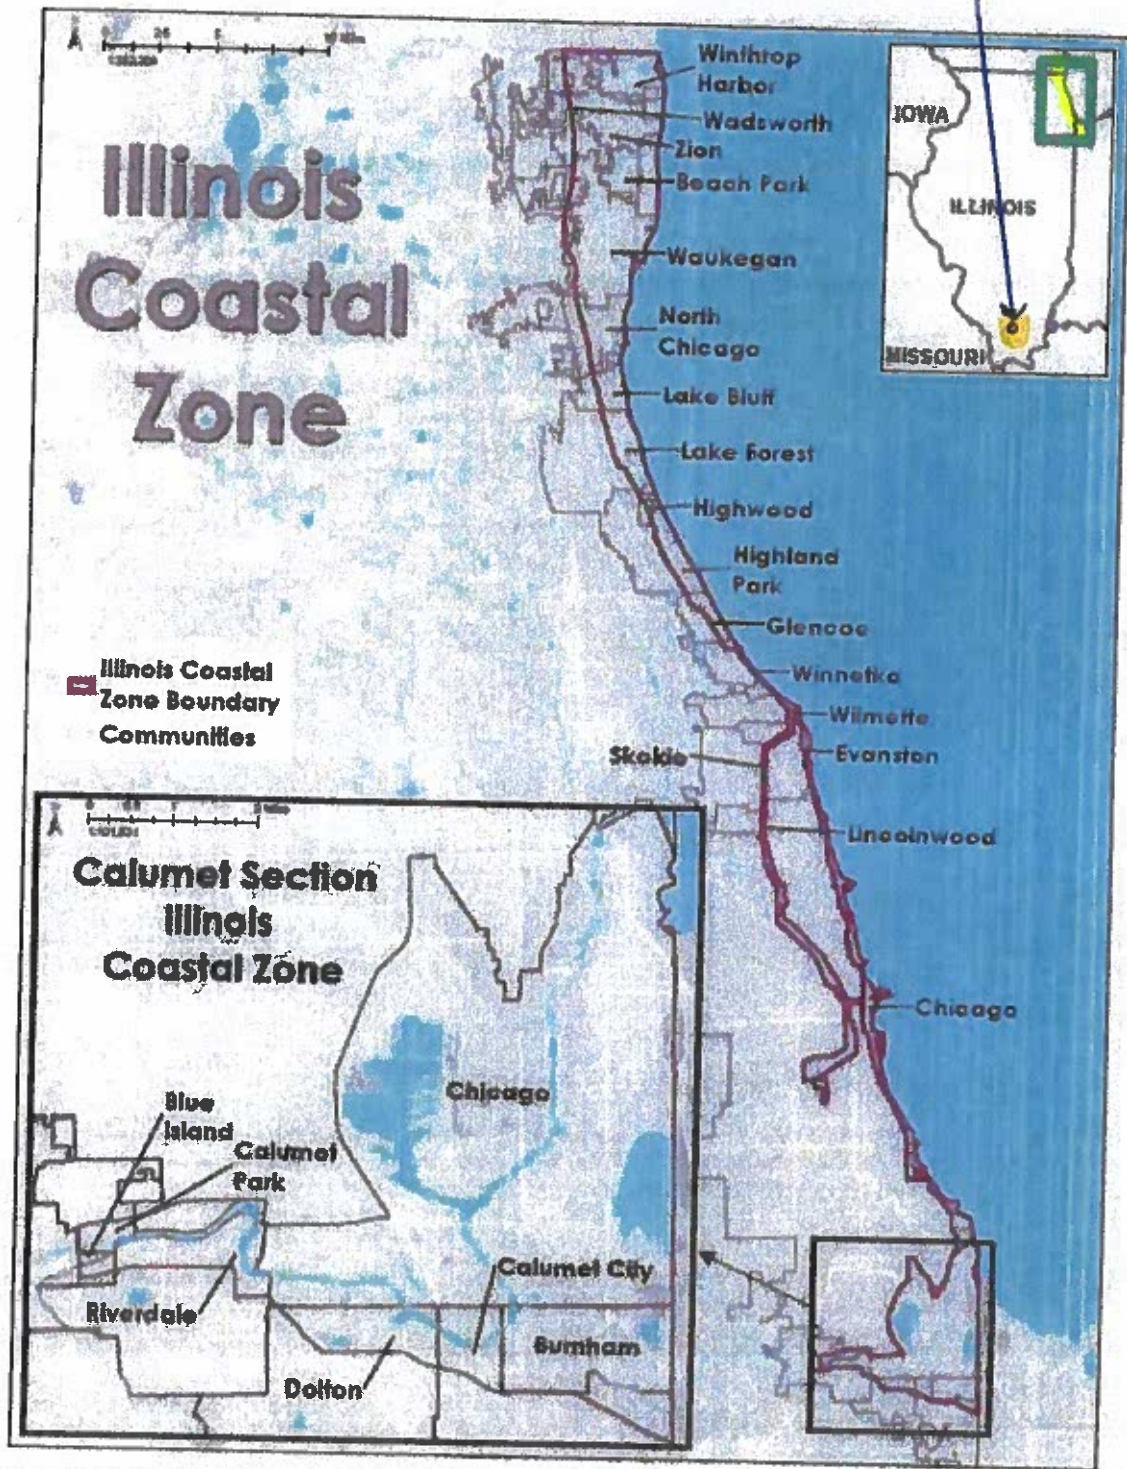 Illinois
Coastal
Zone
Winthrop
Harbor
Wadsworth
Zion
Beach Park
Waukegan
North
Chicago
Lake Bluff
Lake Forest
Highwood
Highland
Park
Glencoe
Winnetka
Wilmette
Evanston
Skokie
Lincolnwood
Chicago
IOWA
ILLINOIS
MISSOURI
Illinois Coastal
Zone Boundary
Communities
Calumet Section
Illinois
Coastal Zone
Chicago
Blue
Island
Calumet
Park
Calumet City
Riverdale
Burnham
Dolton